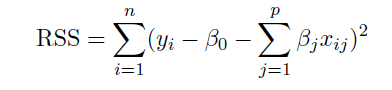 RSS = \sum_{i=1}^{n} (y_i - \beta_0 - \sum_{j=1}^{p} \beta_j x_{ij})^2